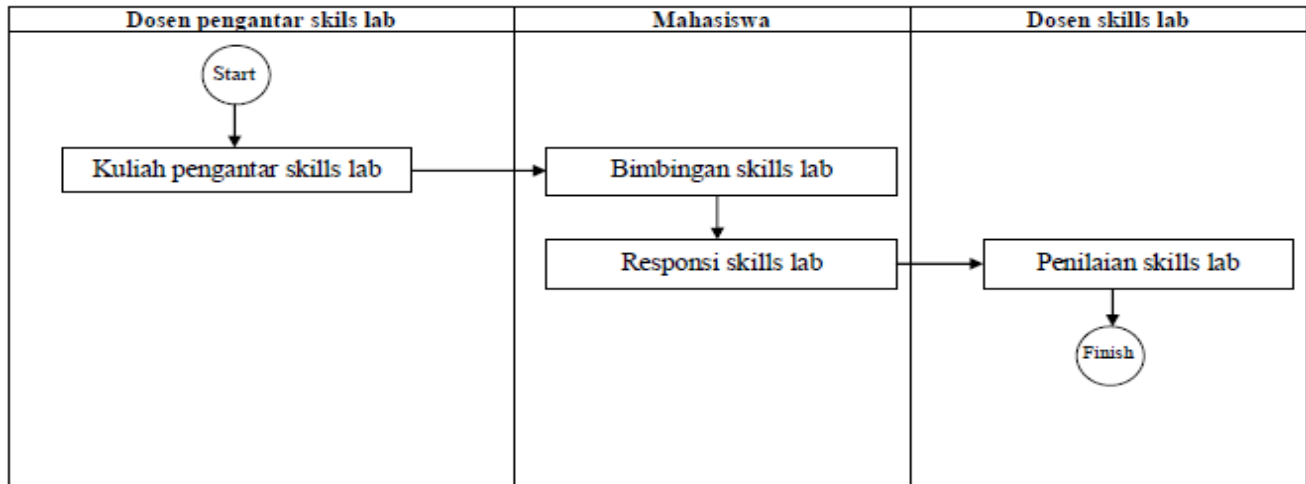 Dosen pengantar skils lab
Mahasiswa
Dosen skills lab
Start
Kuliah pengantar skills lab
Bimbingan skills lab
Responsi skills lab
Penilaian skills lab
Finish